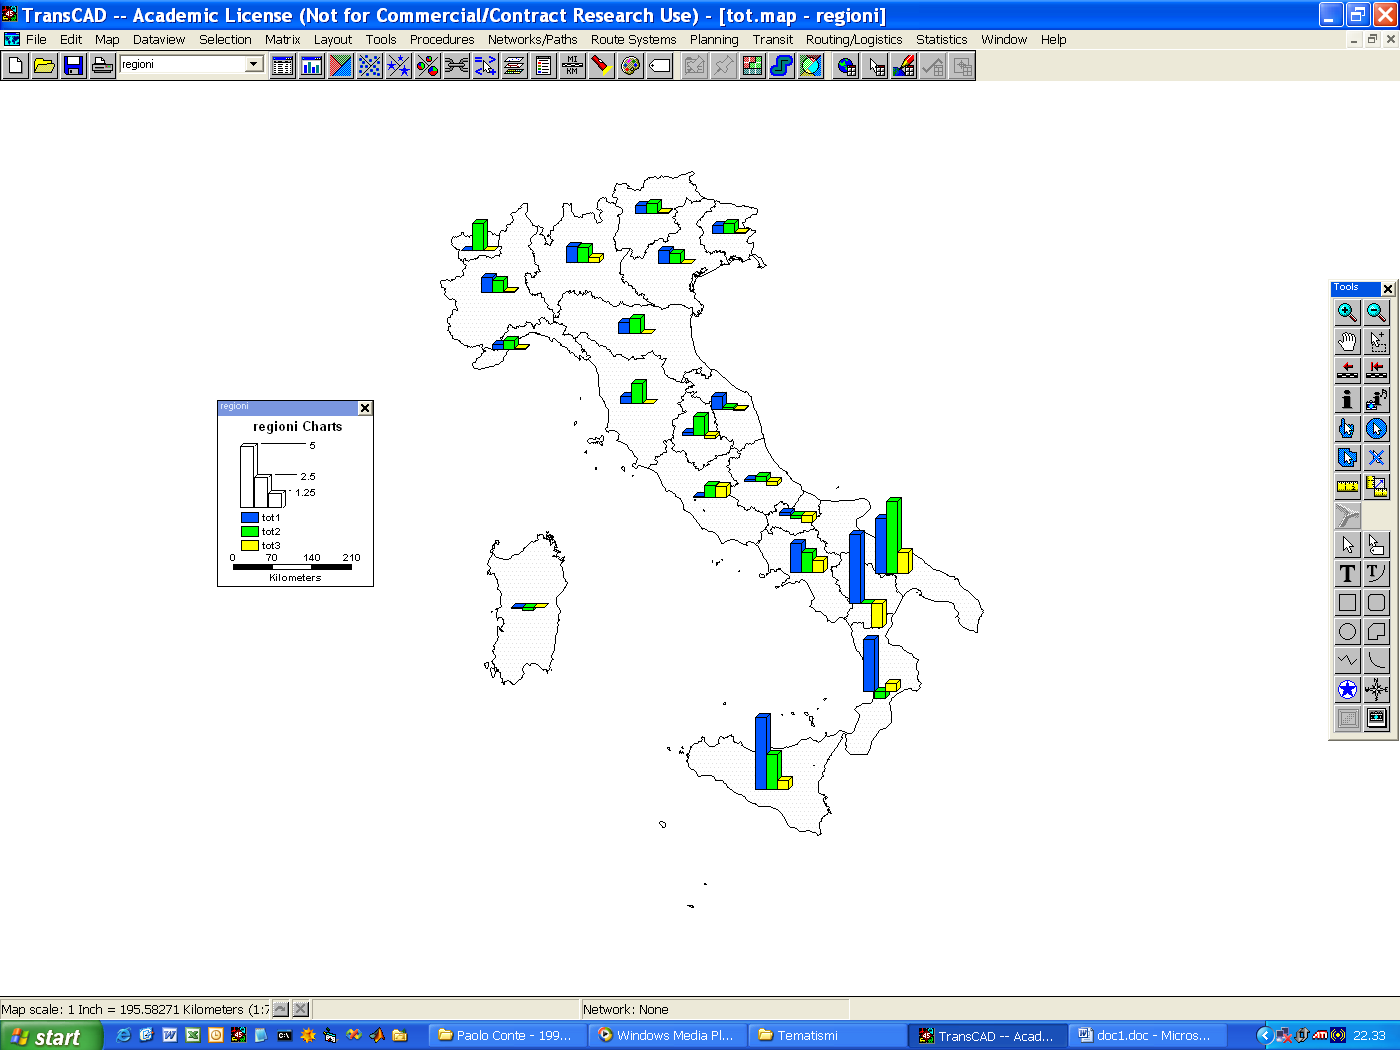 TransCAD -- Academic License (Not for Commercial/Contract Research Use) - [tot.map - regioni]
File Edit Map Dataview Selection Matrix Layout Tools Procedures Networks/Paths Route Systems Planning Transit Routing/Logistics Statistics Window Help
regioni
MI
KM
Tools
regioni
regioni Charts
5
2.5
1.25
tot1
tot2
tot3
0 70 140 210
Kilometers
T T
Map scale: 1 Inch = 195.58271 Kilometers (1:7
Network: None
start
Paolo Conte - 199...
Windows Media Pl...
Tematismi
TransCAD -- Acad...
doc1.doc - Micros...
22.33